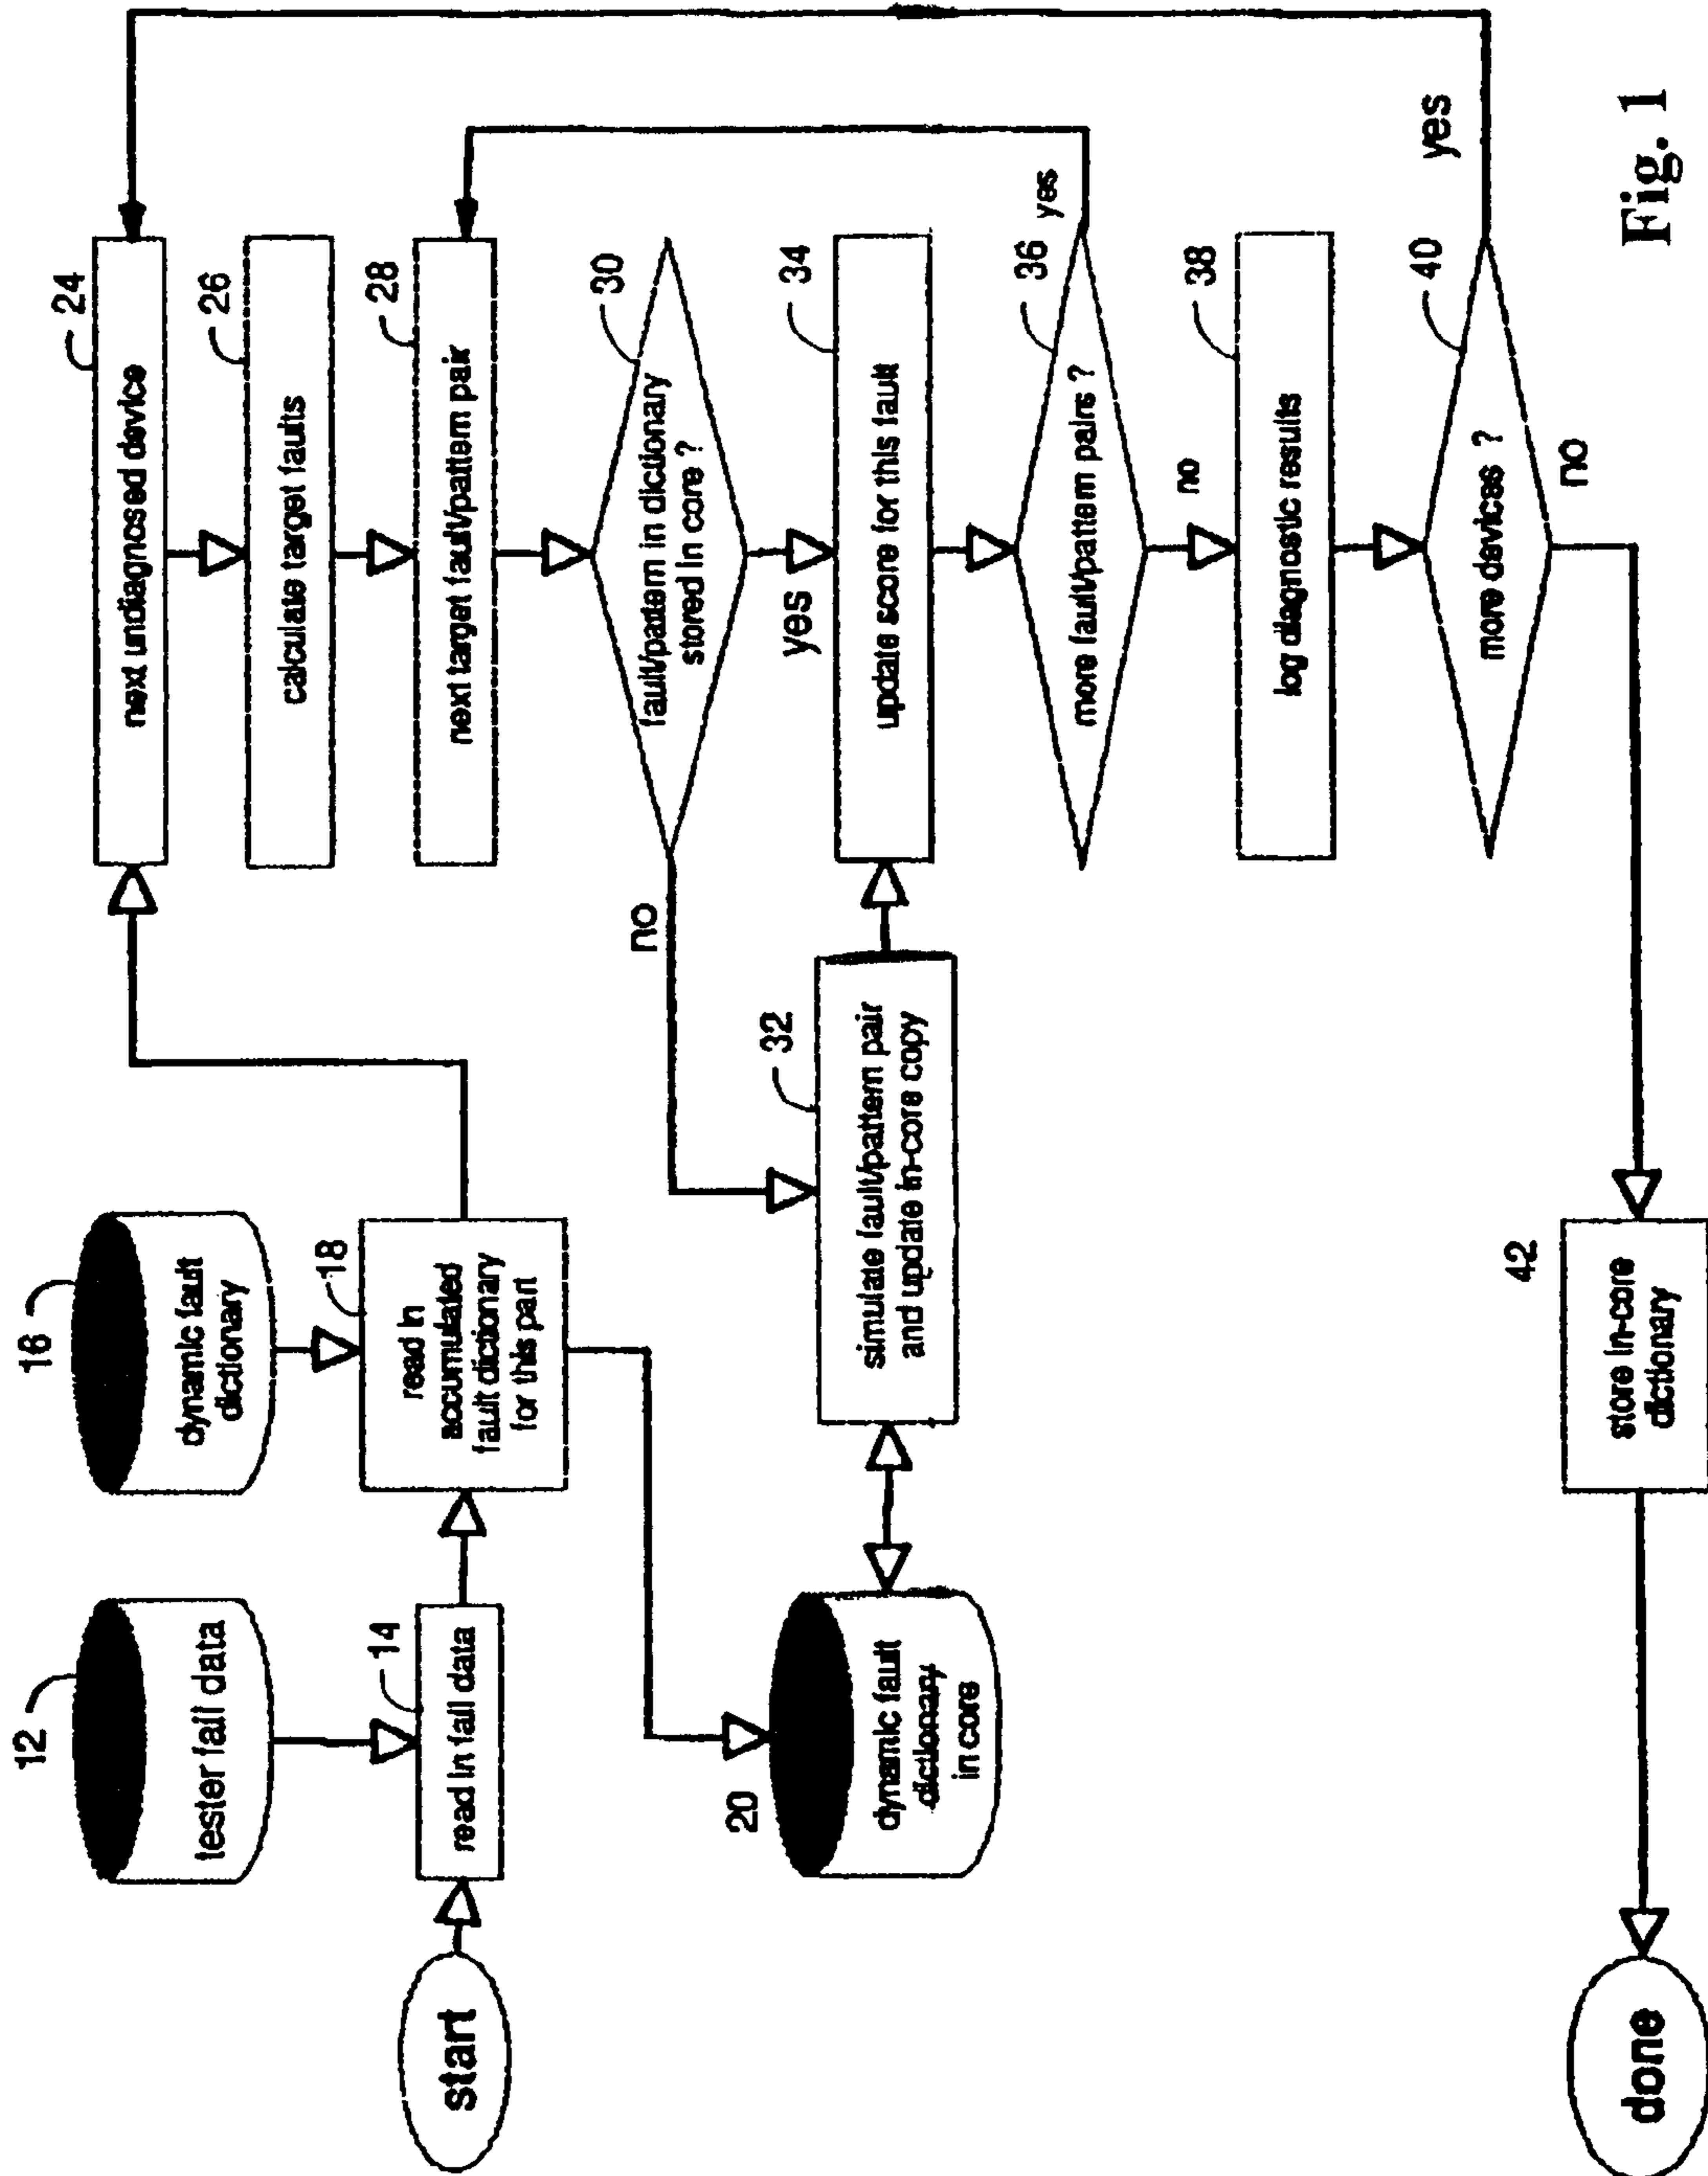 12
tester fail data
16
dynamic fault
dictionary
start
14
read in fail data
18
read in
accumulated
fault dictionary
for this part
20
dynamic fault
dictionary
in core
24
next undiagnosed device
26
calculate target faults
28
next target fault/pattern pair
30
fault/pattern in dictionary
stored in core ?
no
yes
32
simulate fault/pattern pair
and update in-core copy
34
update score for this fault
36
more fault/pattern pairs ?
yes
no
38
log diagnostic results
40
more devices ?
yes
no
42
store in-core
dictionary
done
Fig. 1